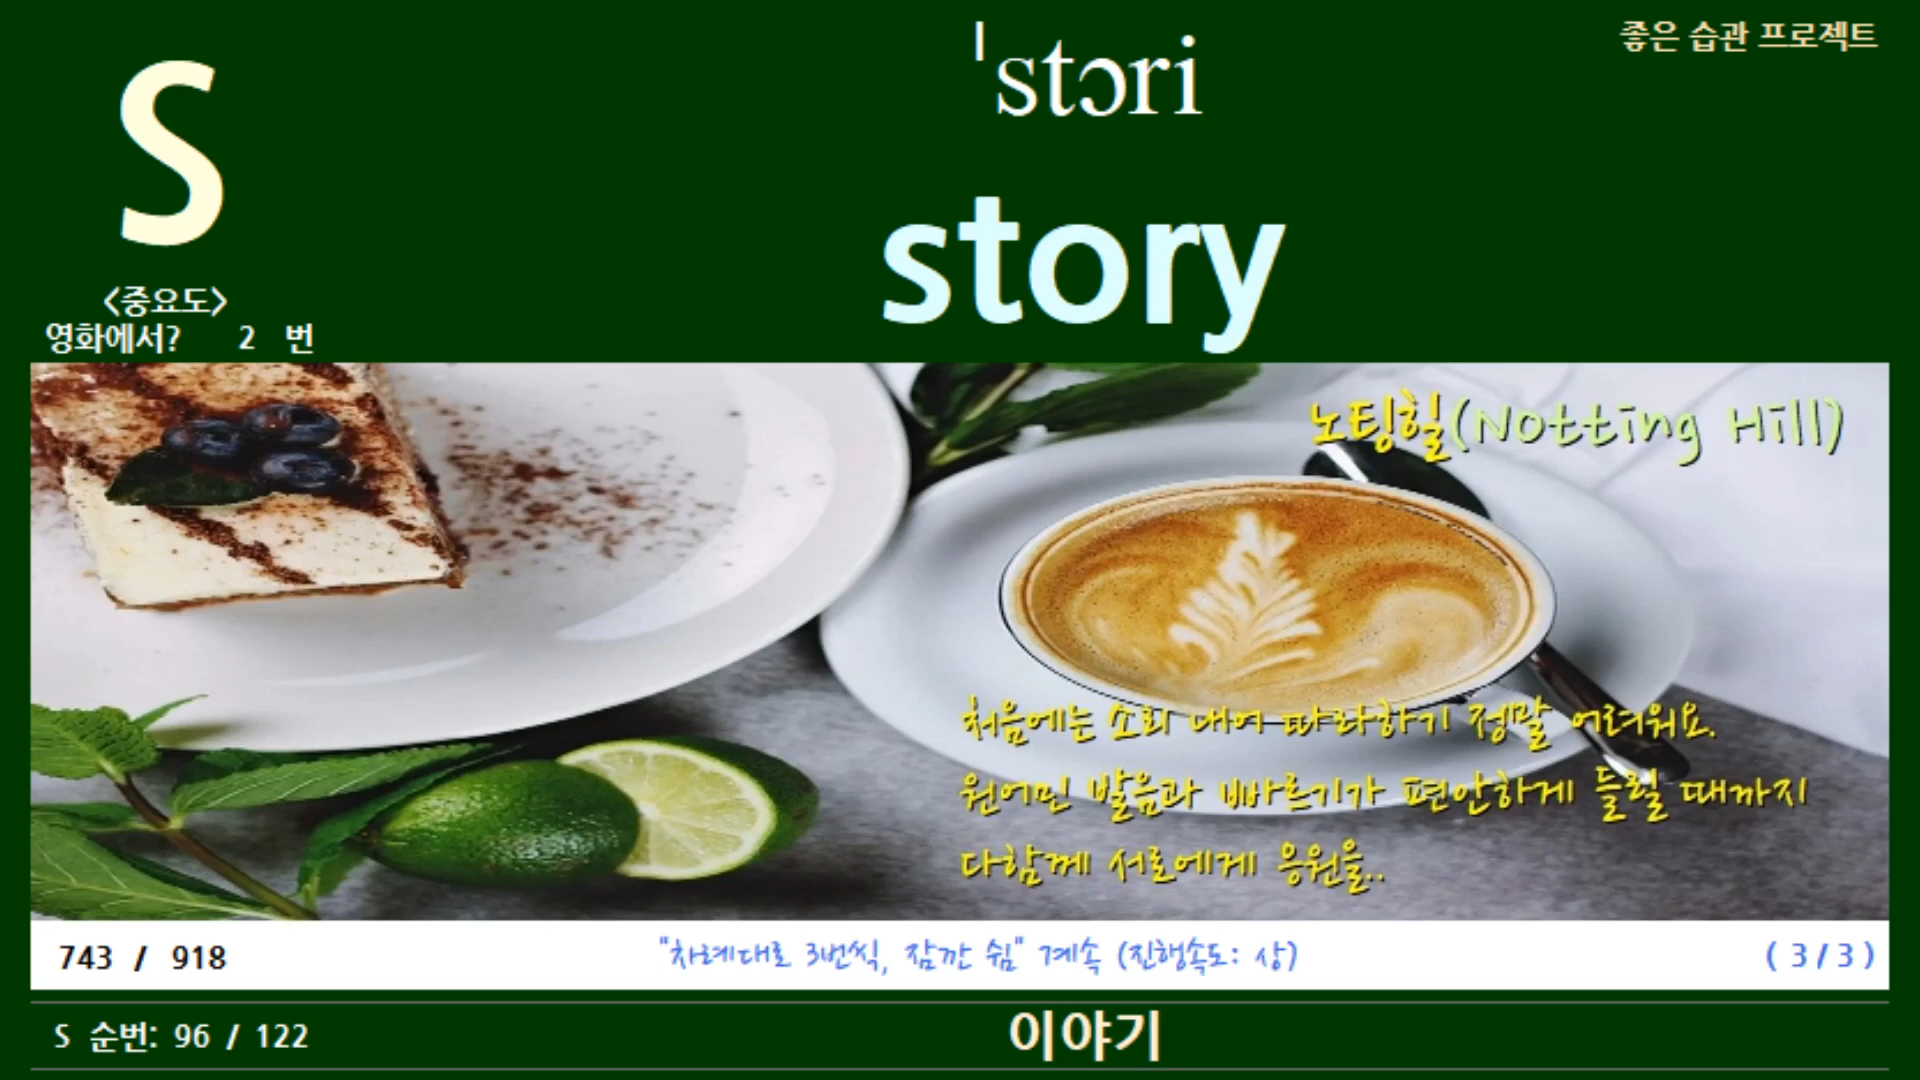 좋은 습관 프로젝트
S
ˈstɔri
story
<중요도>
영화에서? 2 번
노팅힐(Notting Hill)
처음에는 소리 내어 따라하기 정말 어려워요.
원어민 발음과 빠르기가 편안하게 들릴 때까지
다함께 서로에게 응원을..
743 / 918
"차례대로 3번씩, 잠깐 쉼" 계속 (진행속도: 상)
( 3 / 3 )
S 순번: 96 / 122
이야기